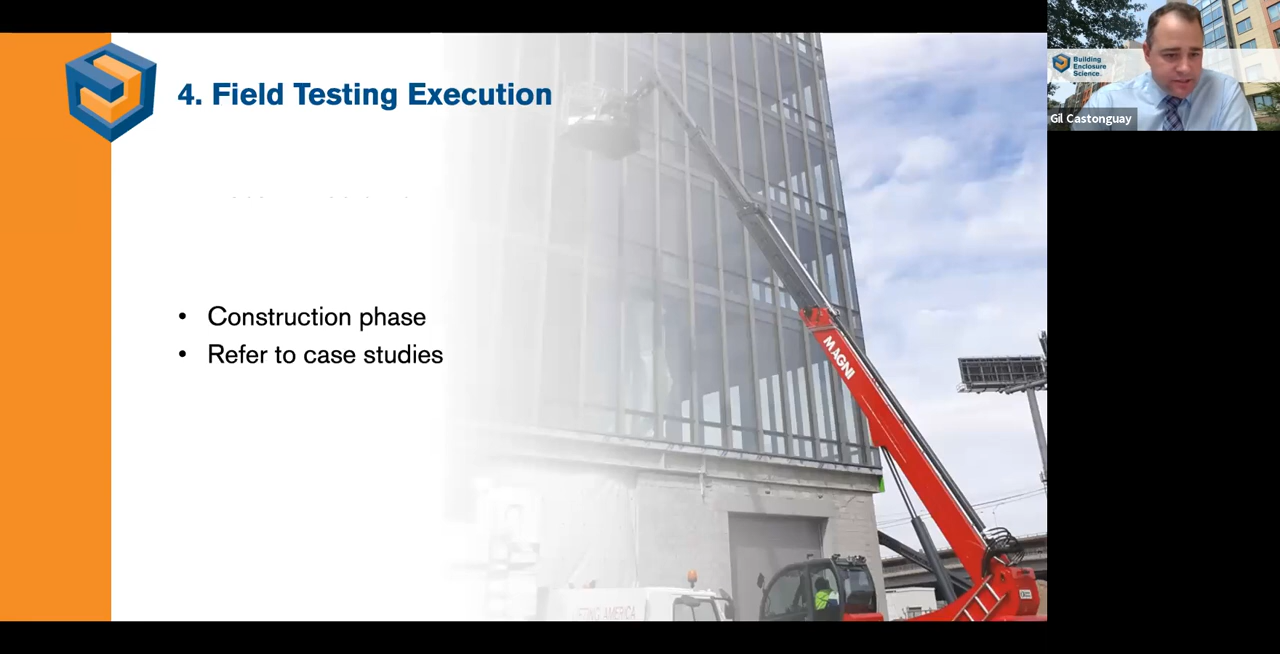 4. Field Testing Execution
• Construction phase
• Refer to case studies
MAGNI
Building
Enclosure
Science
Gil Castonguay